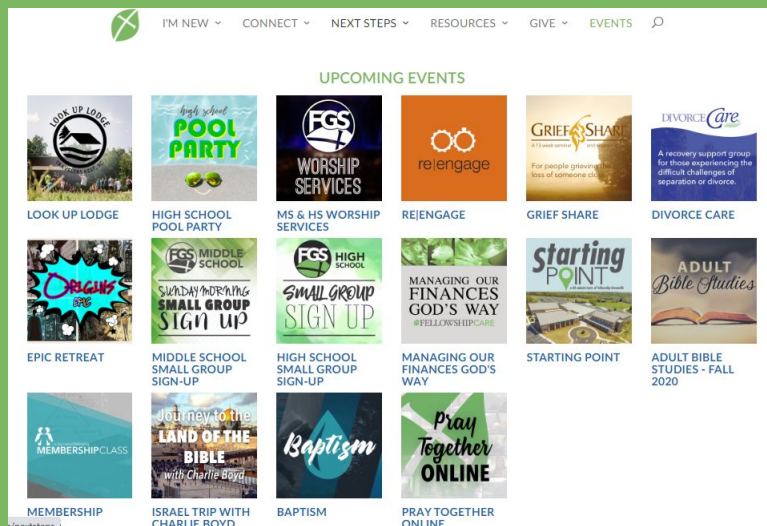 I'M NEW CONNECT NEXT STEPS RESOURCES GIVE EVENTS
UPCOMING EVENTS
LOOK UP LODGE
high school
POOL
PARTY
FGS
WORSHIP
SERVICES
re|engage
GRIEFSHARE
For people grieving the
loss of someone close
DIVORCECare
A recovery support group
for those experiencing the
difficult challenges of
separation or divorce.
LOOK UP LODGE
HIGH SCHOOL
POOL PARTY
MS & HS WORSHIP
SERVICES
RE|ENGAGE
GRIEF SHARE
DIVORCE CARE
ORIGINS
EPIC
FGS MIDDLE
SCHOOL
SUNDAY MORNING
SMALL GROUP
SIGN UP
FGS HIGH
SCHOOL
SMALL GROUP
SIGN UP
MANAGING OUR
FINANCES
GOD'S WAY
#FELLOWSHIPCARE
Starting
POINT
ADULT
Bible Studies
EPIC RETREAT
MIDDLE SCHOOL
SMALL GROUP
SIGN-UP
HIGH SCHOOL
SMALL GROUP
SIGN-UP
MANAGING OUR
FINANCES GOD'S
WAY
STARTING POINT
ADULT BIBLE
STUDIES - FALL
2020
MEMBERSHIPCLASS
Journey to the
LAND OF THE
BIBLE
with Charlie Boyd
Baptism
Pray
Together
ONLINE
MEMBERSHIP
ISRAEL TRIP WITH
CHARLIE BOYD
BAPTISM
PRAY TOGETHER
ONLINE